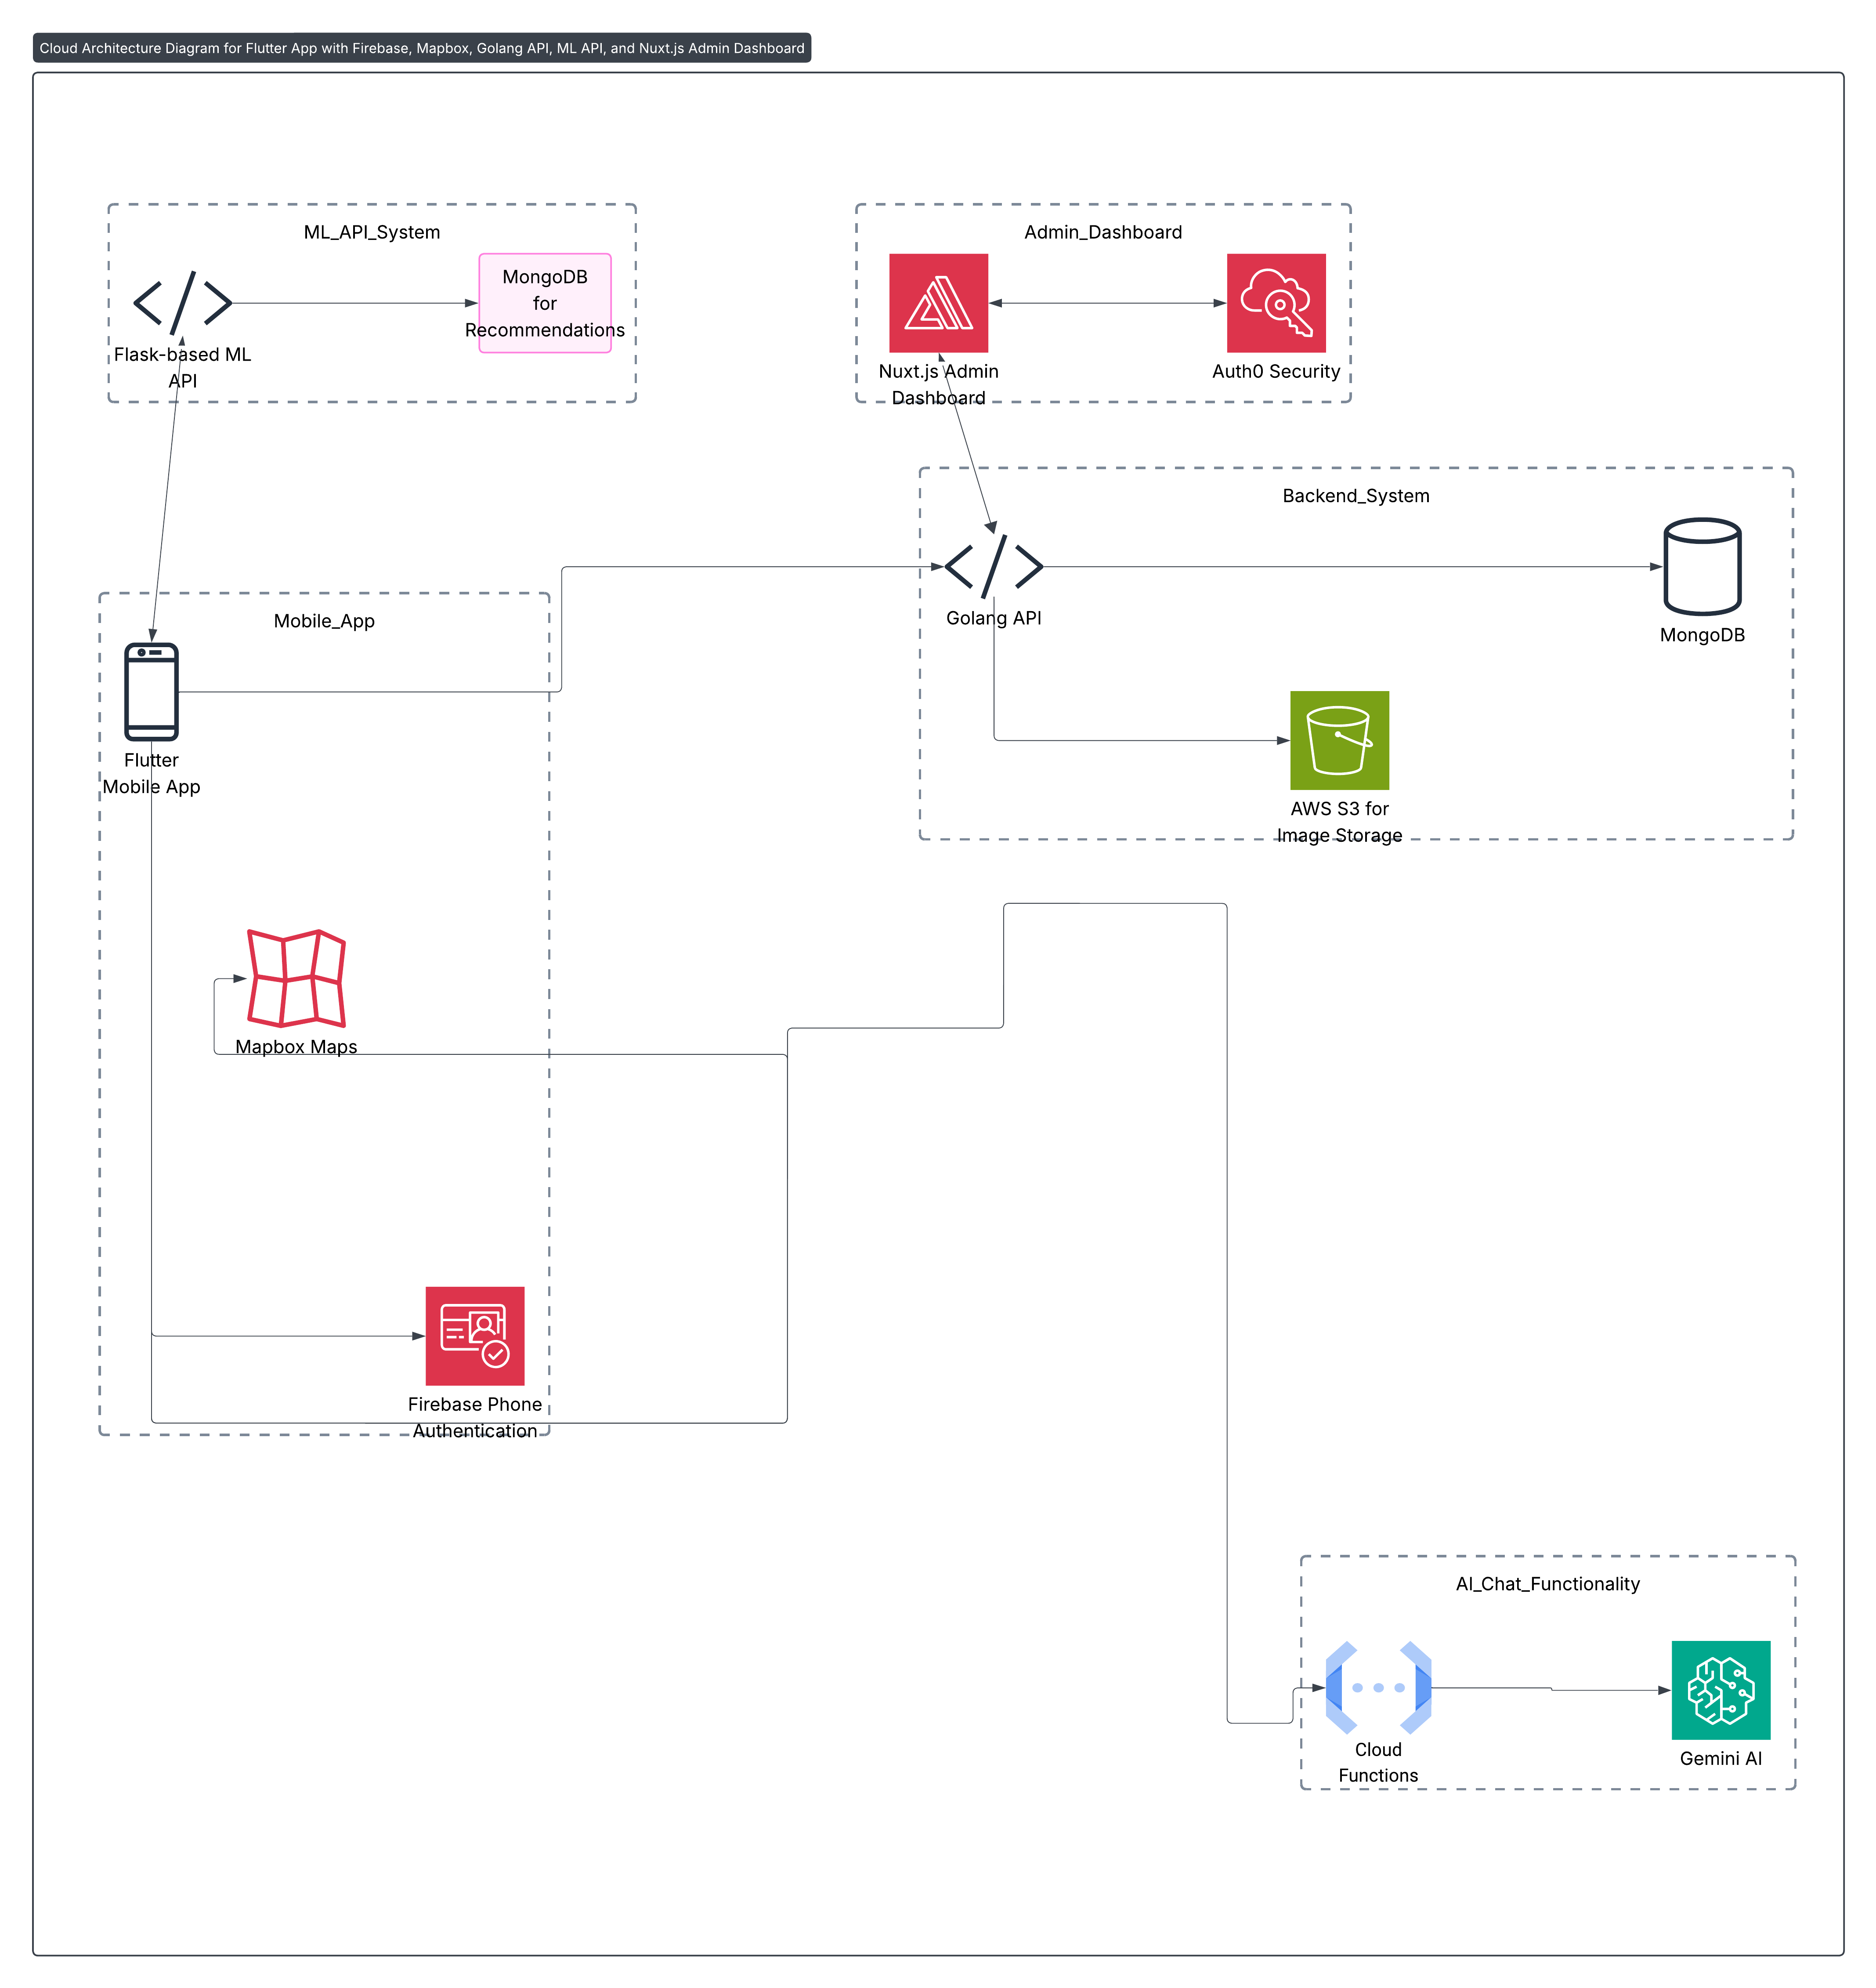 Cloud Architecture Diagram for Flutter App with Firebase, Mapbox, Golang API, ML API, and Nuxt.js Admin Dashboard
ML_API_System
Flask-based ML
API
MongoDB
for
Recommendations
Admin_Dashboard
Nuxt.js Admin
Dashboard
Auth0 Security
Backend_System
Golang API
MongoDB
AWS S3 for
Image Storage
Mobile_App
Flutter
Mobile App
Mapbox Maps
Firebase Phone
Authentication
AI_Chat_Functionality
Cloud
Functions
Gemini AI